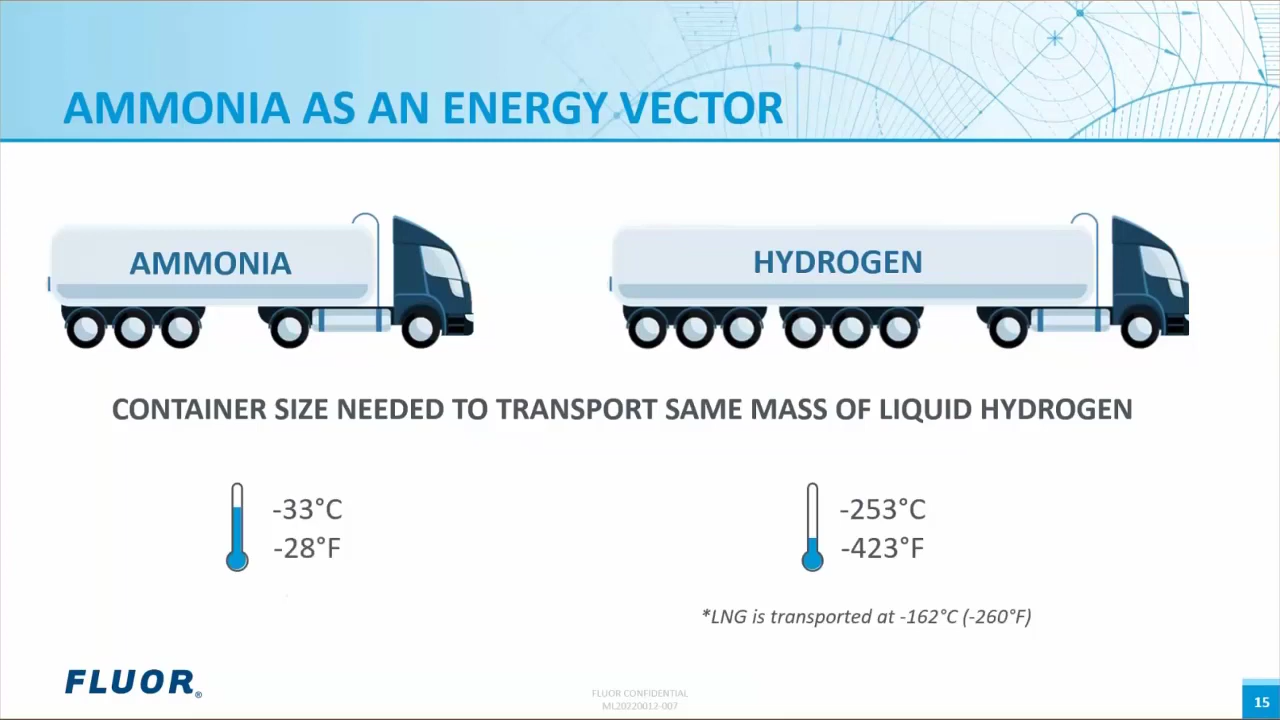 AMMONIA AS AN ENERGY VECTOR
AMMONIA
HYDROGEN
CONTAINER SIZE NEEDED TO TRANSPORT SAME MASS OF LIQUID HYDROGEN
-33°C
-28°F
-253°C
-423°F
*LNG is transported at -162°C (-260°F)
FLUOR®
FLUOR CONFIDENTIAL
ML20220012-007
15